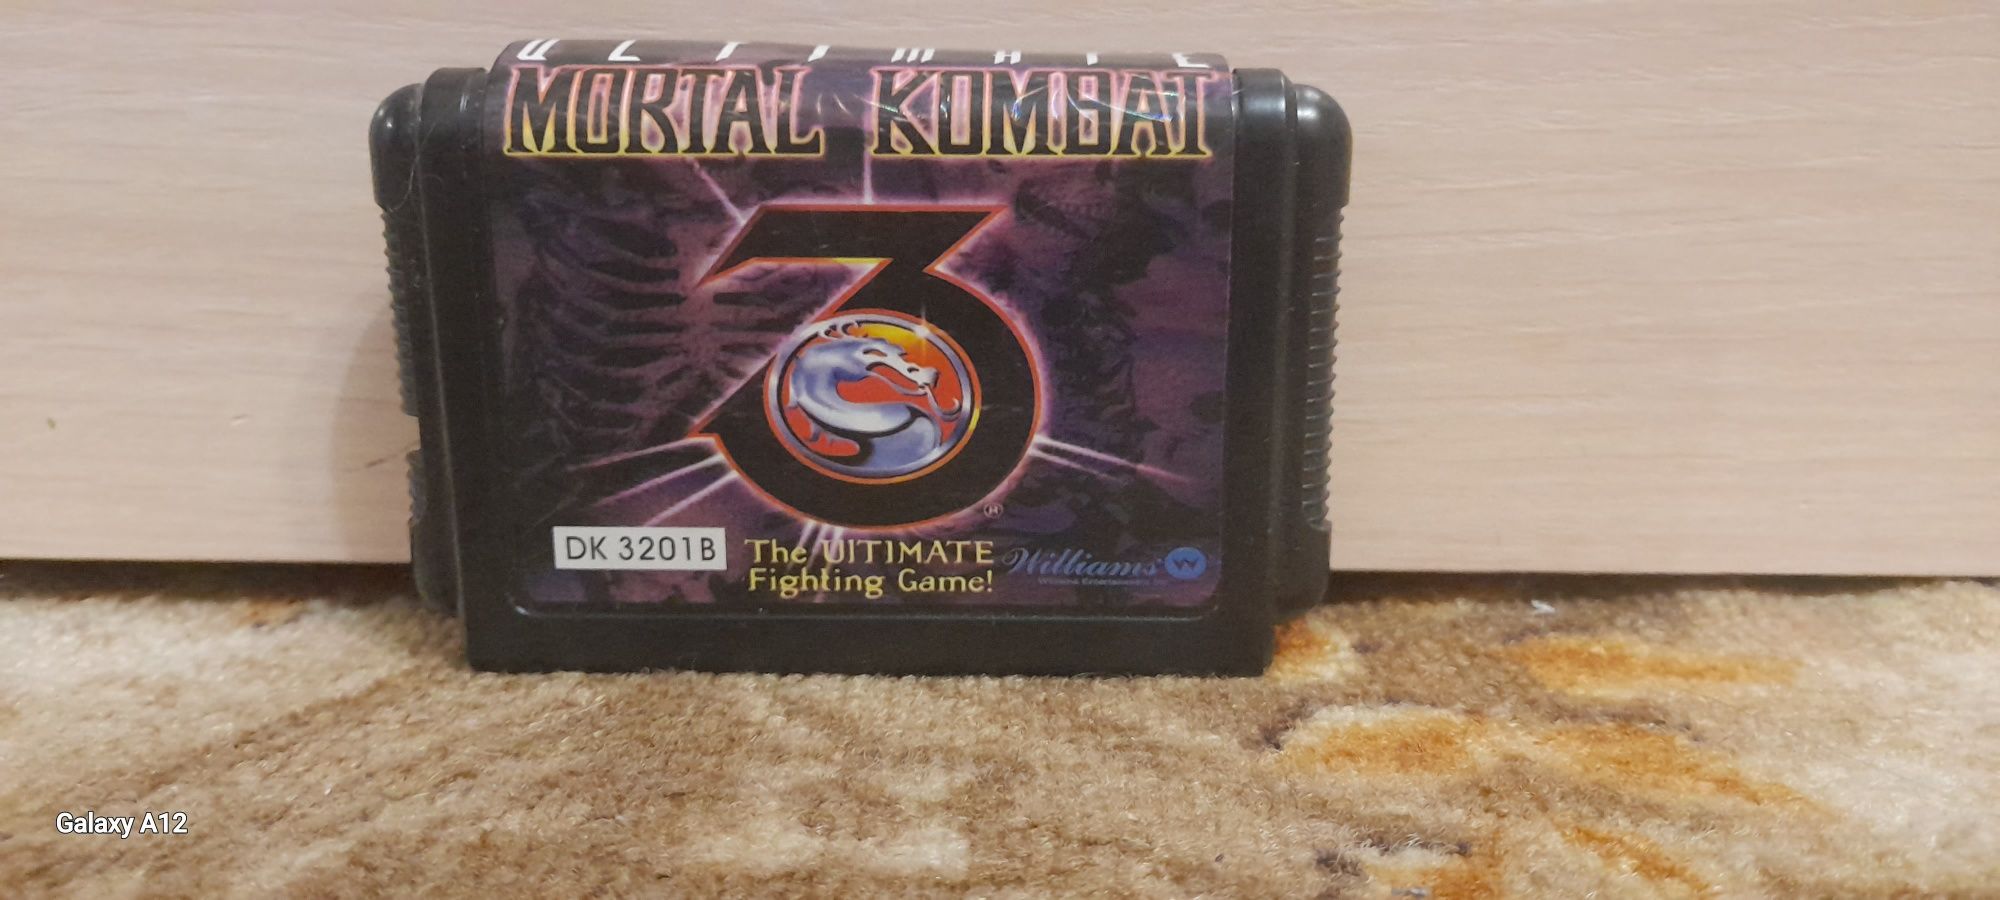 ULTIMATE
MORTAL KOMBAT
3
DK 3201B
The UlTIMATE
Fighting Game!
Williams
Galaxy A12